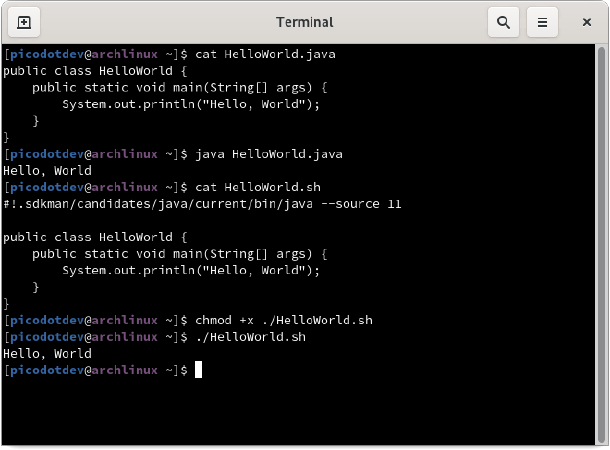 Terminal
[picodotdev@archlinux ~]$ cat HelloWorld.java
public class HelloWorld {
    public static void main(String[] args) {
        System.out.println("Hello, World");
    }
}
[picodotdev@archlinux ~]$ java HelloWorld.java
Hello, World
[picodotdev@archlinux ~]$ cat HelloWorld.sh
#!.sdkman/candidates/java/current/bin/java --source 11

public class HelloWorld {
    public static void main(String[] args) {
        System.out.println("Hello, World");
    }
}
[picodotdev@archlinux ~]$ chmod +x ./HelloWorld.sh
[picodotdev@archlinux ~]$ ./HelloWorld.sh
Hello, World
[picodotdev@archlinux ~]$